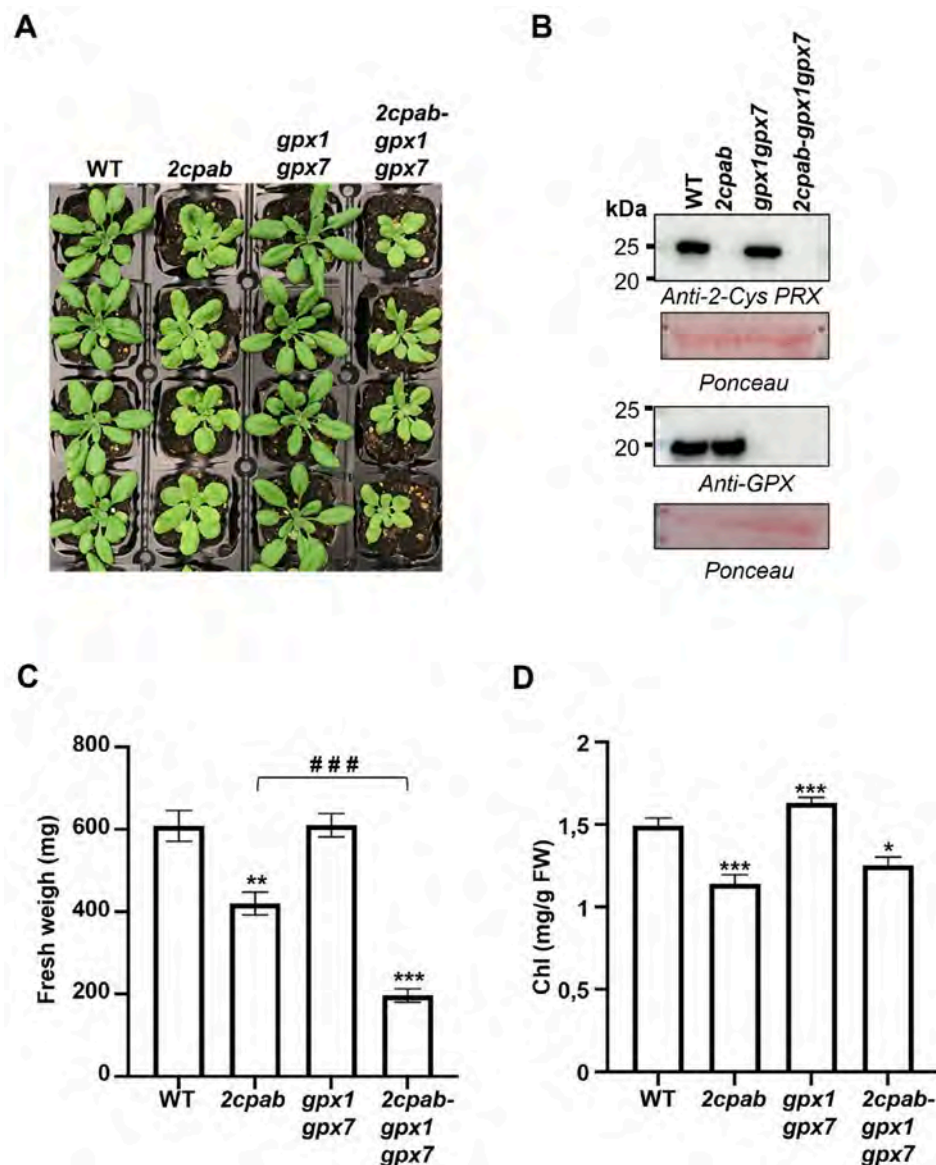 A
WT
2cpab
gpx1
gpx7
2cpab-
gpx1
gpx7
B
WT
2cpab
gpx1gpx7
2cpab-gpx1gpx7
kDa
25
20
Anti-2-Cys PRX
Ponceau
25
20
Anti-GPX
Ponceau
C
Fresh weigh (mg)
800
600
400
200
0
# # #
**
***
WT
2cpab
gpx1
gpx7
2cpab-
gpx1
gpx7
D
Chl (mg/g FW)
2
1,5
1
0,5
0
***
***
*
WT
2cpab
gpx1
gpx7
2cpab-
gpx1
gpx7